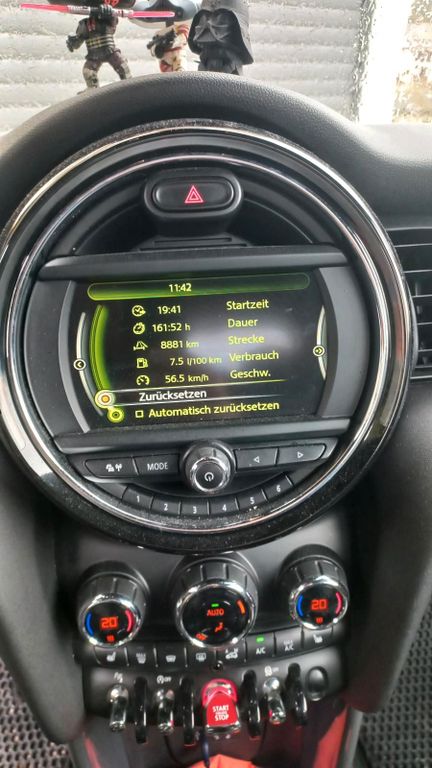 11:42
19:41 Startzeit
161:52 h Dauer
8881 km Strecke
7.5 l/100 km Verbrauch
56.5 km/h Geschw.
Zurücksetzen
Automatisch zurücksetzen
MODE
1 2 3 4 5 6
20 AUTO 20
A/C
A/C
OFF
START
STOP